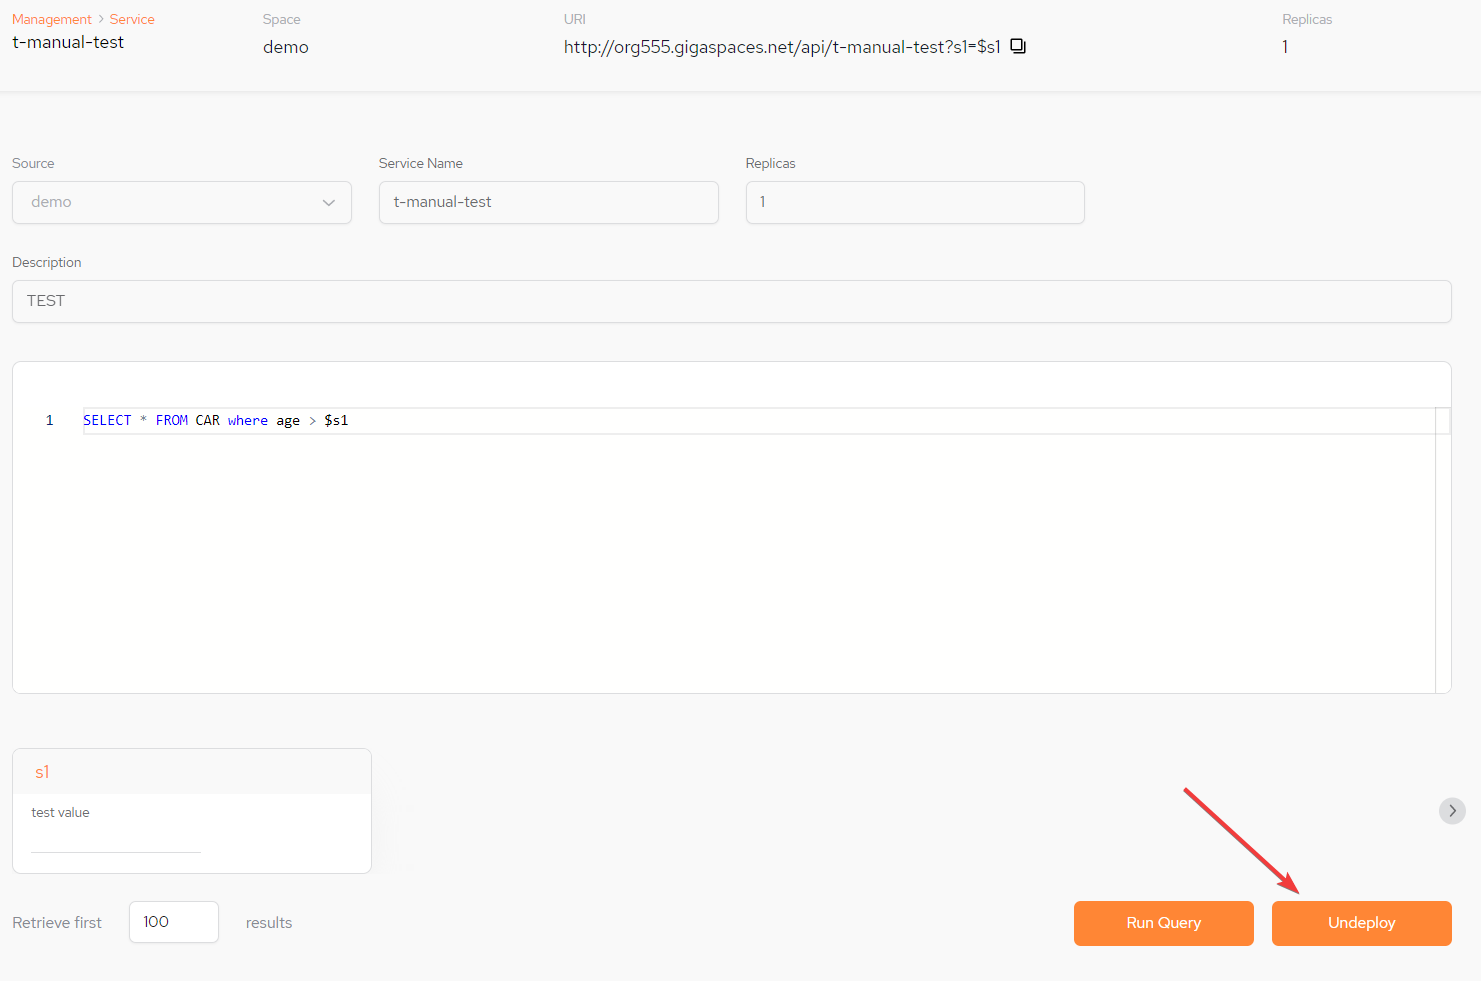 Management > Service
t-manual-test
Space
demo
URI
http://org555.gigaspaces.net/api/t-manual-test?s1=$s1
Replicas
1
Source
demo
Service Name
t-manual-test
Replicas
1
Description
TEST
1 SELECT * FROM CAR where age > $s1
s1
test value
Retrieve first 100 results
Run Query
Undeploy